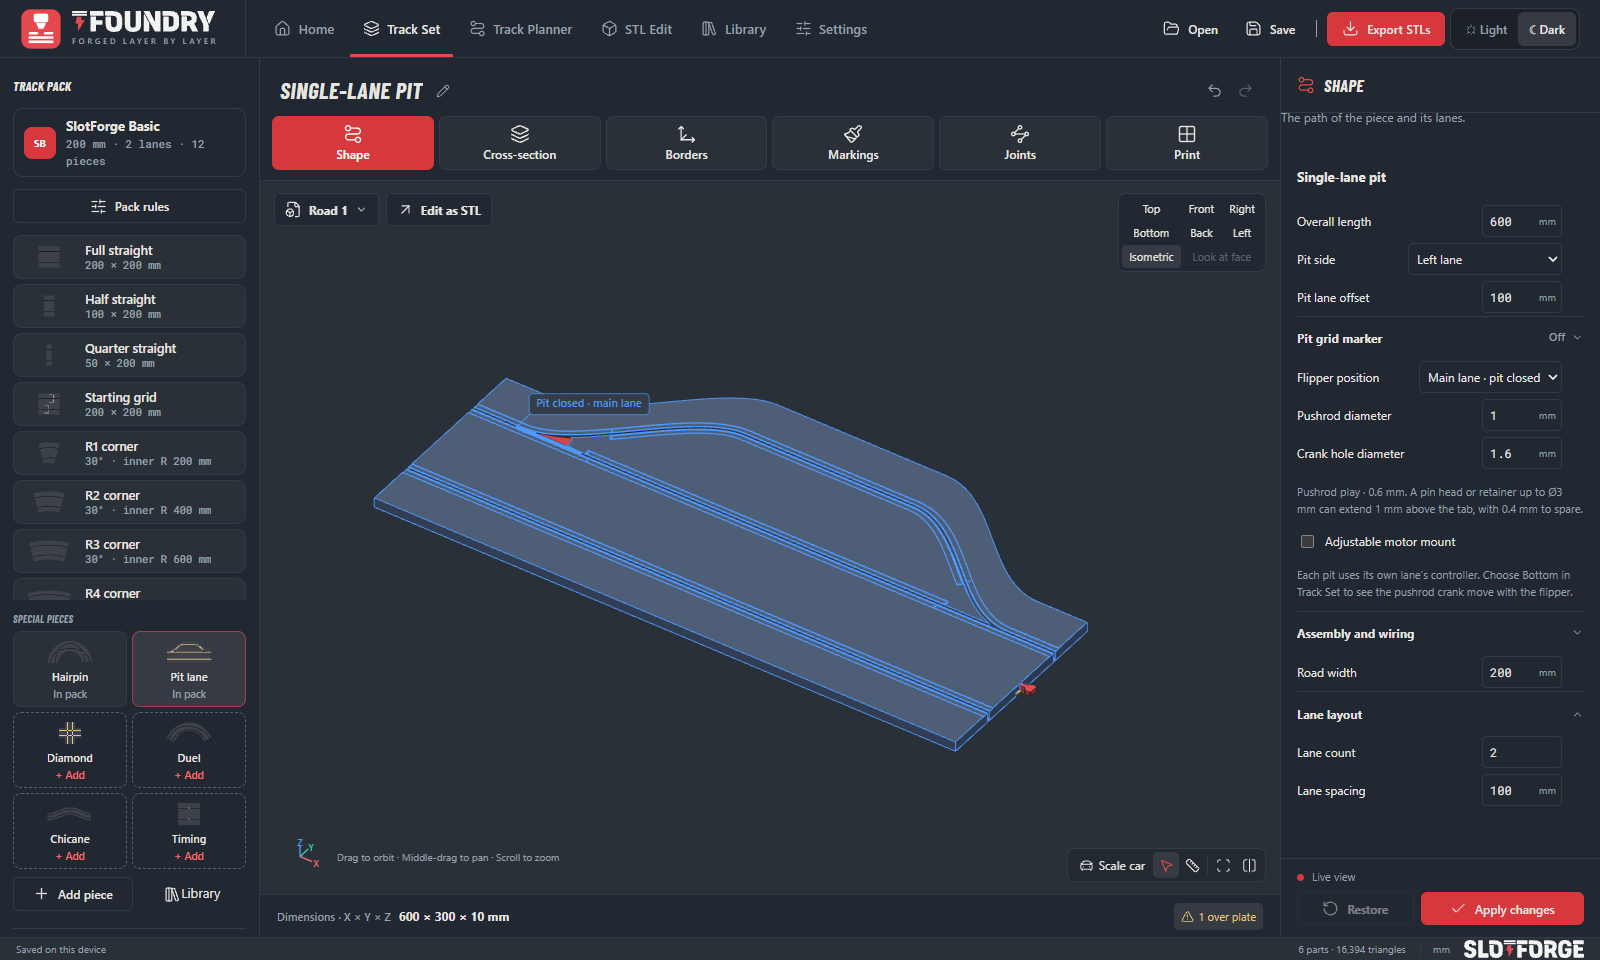 FOUNDRY
FORGED LAYER BY LAYER
Home
Track Set
Track Planner
STL Edit
Library
Settings
Open
Save
Export STLs
Light
Dark
TRACK PACK
SB
SlotForge Basic
200 mm · 2 lanes · 12
pieces
Pack rules
Full straight
200 × 200 mm
Half straight
100 × 200 mm
Quarter straight
50 × 200 mm
Starting grid
200 × 200 mm
R1 corner
30° · inner R 200 mm
R2 corner
30° · inner R 400 mm
R3 corner
30° · inner R 600 mm
R4 corner
SPECIAL PIECES
Hairpin
In pack
Pit lane
In pack
Diamond
+ Add
Duel
+ Add
Chicane
+ Add
Timing
+ Add
+ Add piece
Library
Saved on this device
SINGLE-LANE PIT
Shape
Cross-section
Borders
Markings
Joints
Print
Road 1
Edit as STL
Top
Front
Right
Bottom
Back
Left
Isometric
Look at face
Pit closed · main lane
Z
Y
X
Drag to orbit · Middle-drag to pan · Scroll to zoom
Scale car
Dimensions · X × Y × Z 600 × 300 × 10 mm
1 over plate
SHAPE
The path of the piece and its lanes.
Single-lane pit
Overall length
600 mm
Pit side
Left lane
Pit lane offset
100 mm
Pit grid marker
Off
Flipper position
Main lane · pit closed
Pushrod diameter
1 mm
Crank hole diameter
1.6 mm
Pushrod play · 0.6 mm. A pin head or retainer up to Ø3
mm can extend 1 mm above the tab, with 0.4 mm to spare.
Adjustable motor mount
Each pit uses its own lane's controller. Choose Bottom in
Track Set to see the pushrod crank move with the flipper.
Assembly and wiring
Road width
200 mm
Lane layout
Lane count
2
Lane spacing
100 mm
Live view
Restore
Apply changes
6 parts · 16,394 triangles
mm
SLOTFORGE